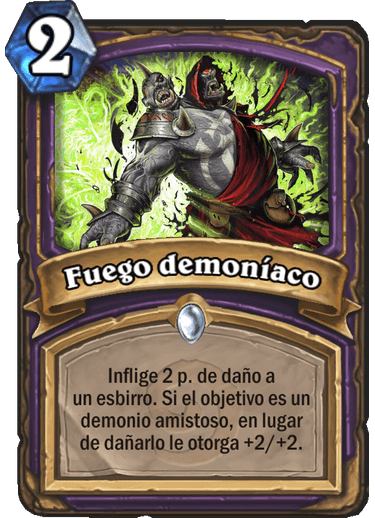 2
Fuego demoníaco
Inflige 2 p. de daño a
un esbirro. Si el objetivo es un
demonio amistoso, en lugar
de dañarlo le otorga +2/+2.